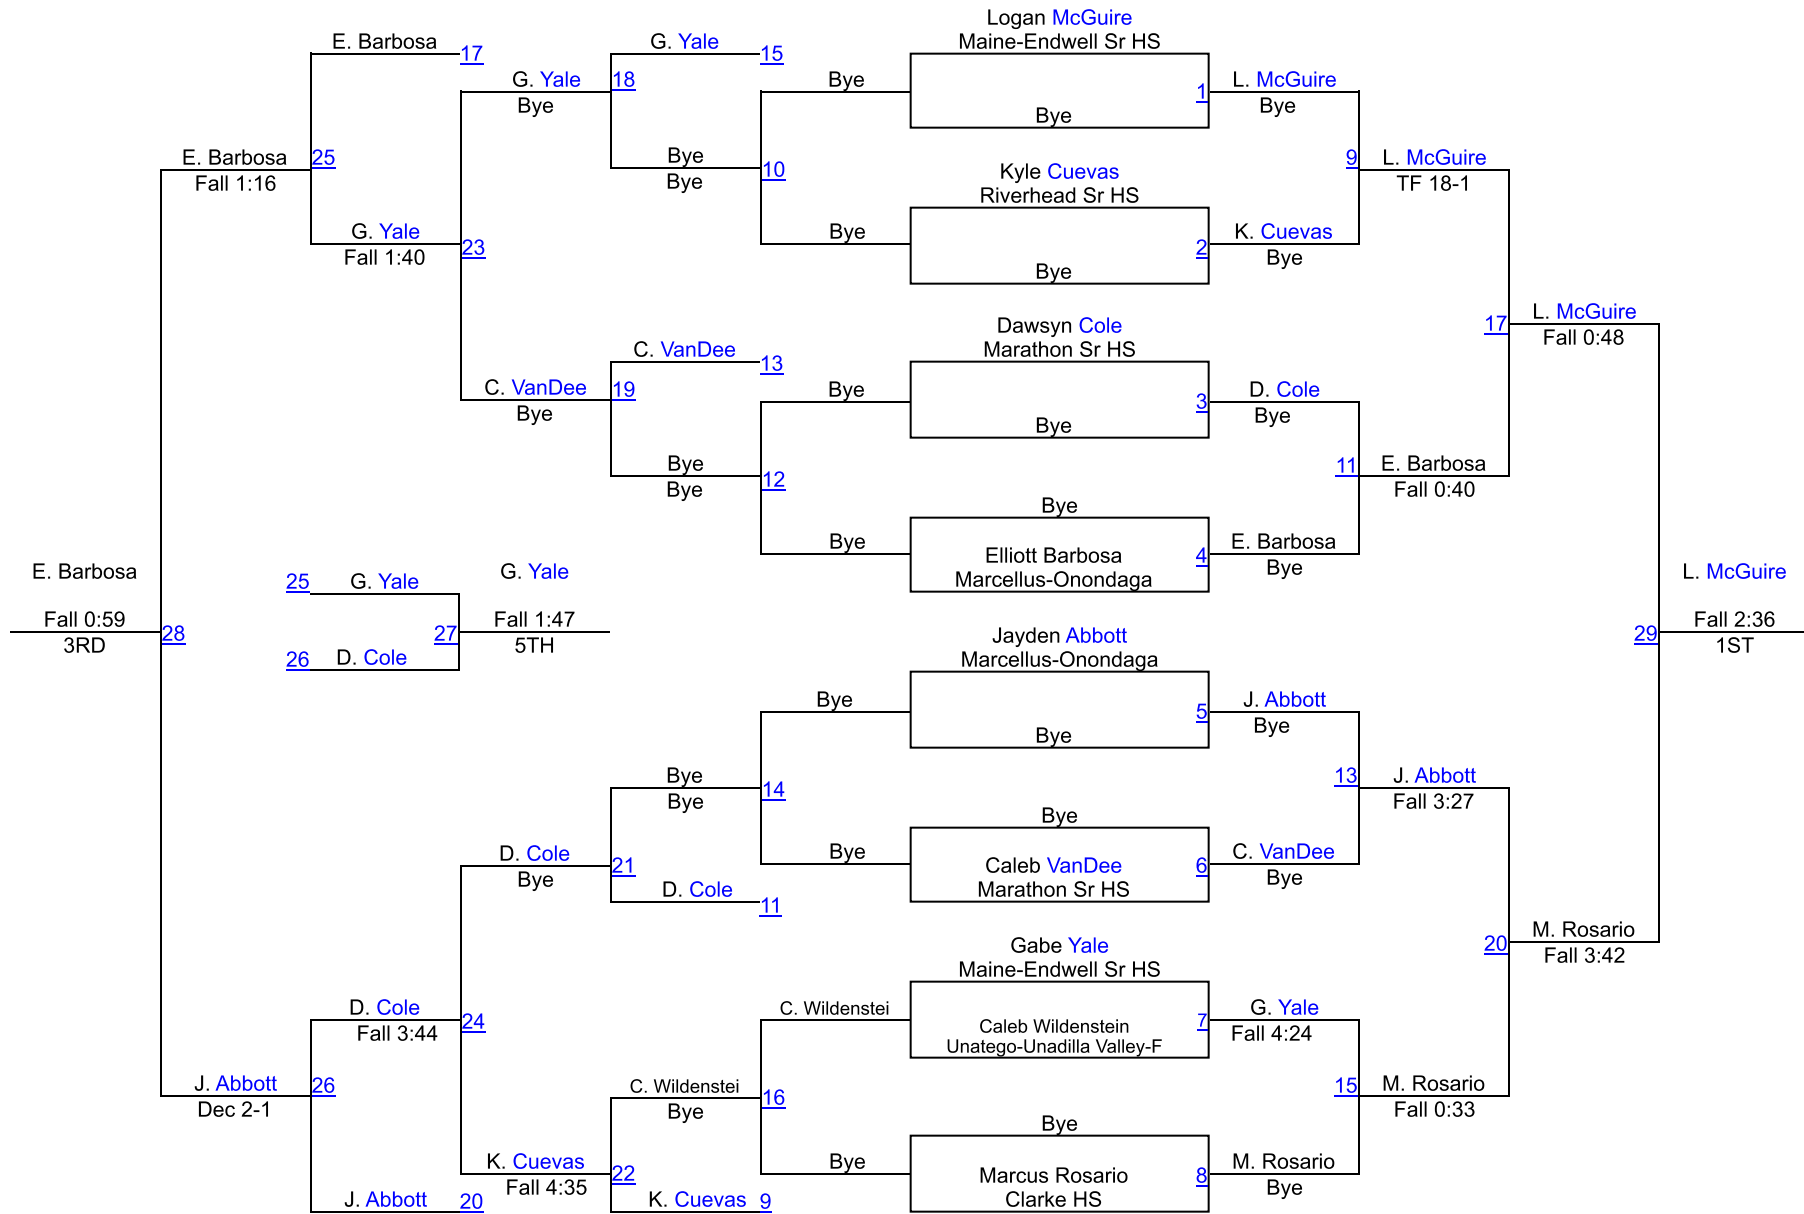 Logan McGuire
E. Barbosa
17
G. Yale
15
Maine-Endwell Sr HS
G. Yale
18
Bye
1
L. McGuire
Bye
Bye
Bye
E. Barbosa
25
Bye
10
Kyle Cuevas
9
L. McGuire
Fall 1:16
Bye
Riverhead Sr HS
TF 18-1
G. Yale
23
Bye
2
K. Cuevas
Fall 1:40
Bye
Bye
Dawsyn Cole
17
L. McGuire
C. VanDee
13
Marathon Sr HS
Fall 0:48
C. VanDee
19
Bye
3
D. Cole
Bye
Bye
Bye
Bye
12
11
E. Barbosa
Bye
Fall 0:40
Bye
Bye
Elliott Barbosa
4
E. Barbosa
Marcellus-Onondaga
Bye
E. Barbosa
25
G. Yale
G. Yale
L. McGuire
Fall 0:59
28
27
Fall 1:47
29
Fall 2:36
3RD
26
D. Cole
5TH
1ST
Jayden Abbott
Marcellus-Onondaga
Bye
5
J. Abbott
Bye
Bye
Bye
14
13
J. Abbott
Bye
Fall 3:27
Bye
D. Cole
21
Bye
Caleb VanDee
6
C. VanDee
Bye
D. Cole
11
Marathon Sr HS
Bye
Gabe Yale
20
M. Rosario
Maine-Endwell Sr HS
Fall 3:42
D. Cole
24
C. Wildenstei
Caleb Wildenstein
7
G. Yale
Fall 3:44
Unatego-Unadilla Valley-F
Fall 4:24
J. Abbott
26
C. Wildenstei
16
15
M. Rosario
Dec 2-1
Bye
Fall 0:33
Bye
K. Cuevas
22
Bye
Marcus Rosario
8
M. Rosario
Fall 4:35
Clarke HS
Bye
J. Abbott
20
K. Cuevas
9